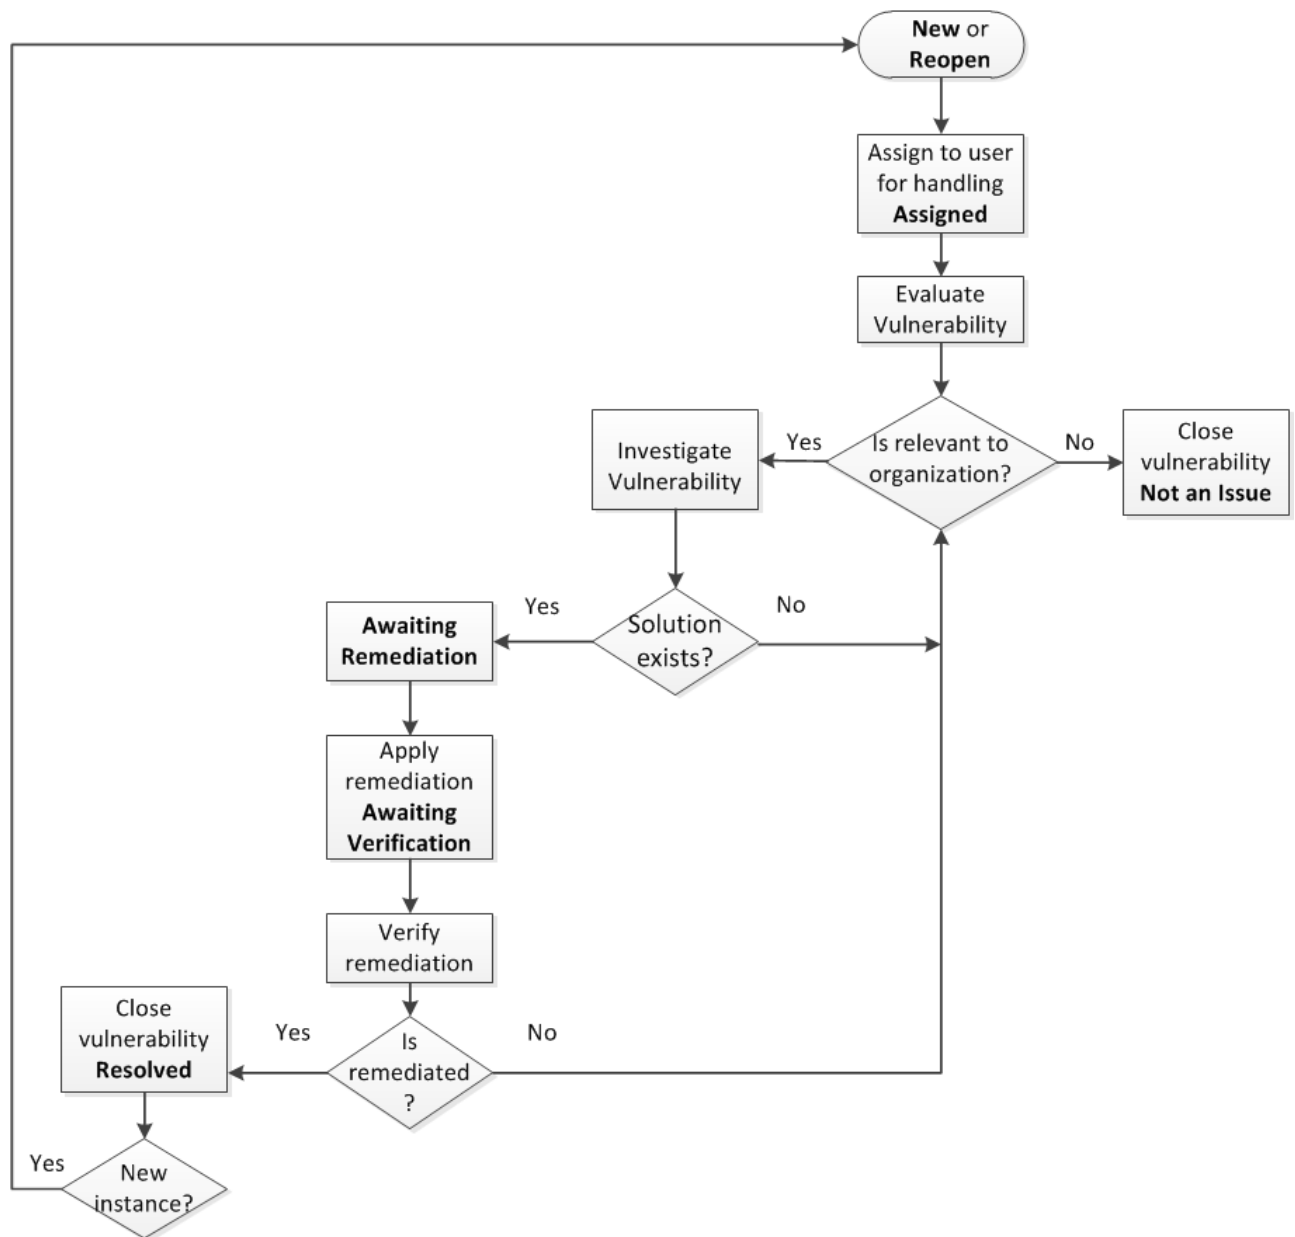 New or
Reopen
Assign to user
for handling
Assigned
Evaluate
Vulnerability
Is relevant to
organization?
Yes
No
Investigate
Vulnerability
Close
vulnerability
Not an Issue
Solution
exists?
Yes
No
Awaiting
Remediation
Apply
remediation
Awaiting
Verification
Verify
remediation
Is
remediated
?
Yes
No
Close
vulnerability
Resolved
New
instance?
Yes